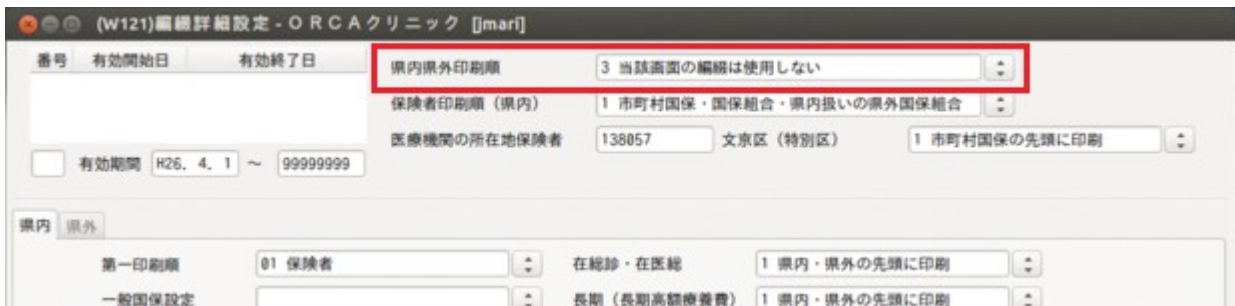 (W121)編綴詳細設定-ORCAクリニック [jmari]
番号 有効開始日 有効終了日
県内県外印刷順 3 当該画面の編綴は使用しない
保険者印刷順(県内) 1 市町村国保・国保組合・県内扱いの県外国保組合
医療機関の所在地保険者 138057 文京区(特別区) 1 市町村国保の先頭に印刷
有効期間 H26. 4. 1 ~ 99999999
県内 県外
第一印刷順 01 保険者 在総診・在医総 1 県内・県外の先頭に印刷
一般国保設定 長期(長期高額療養費) 1 県内・県外の先頭に印刷